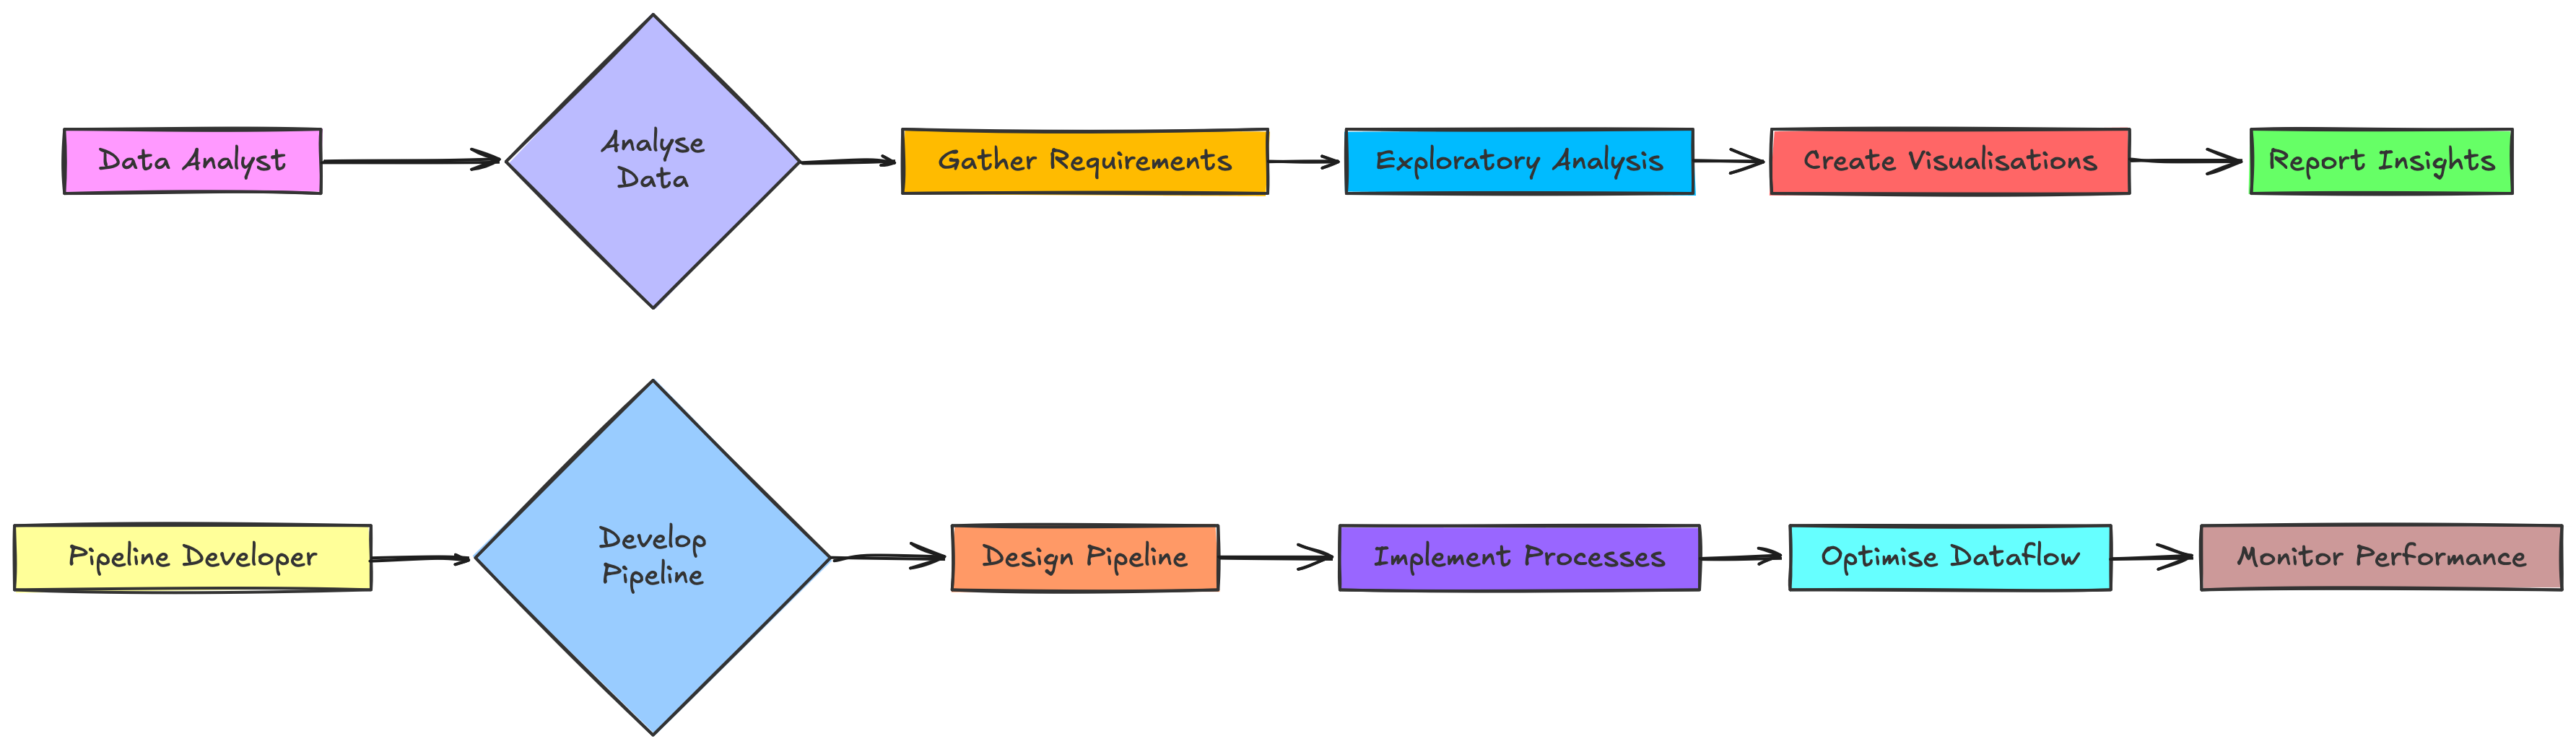 Data Analyst
Analyse
Data
Gather Requirements
Exploratory Analysis
Create Visualisations
Report Insights
Pipeline Developer
Develop
Pipeline
Design Pipeline
Implement Processes
Optimise Dataflow
Monitor Performance